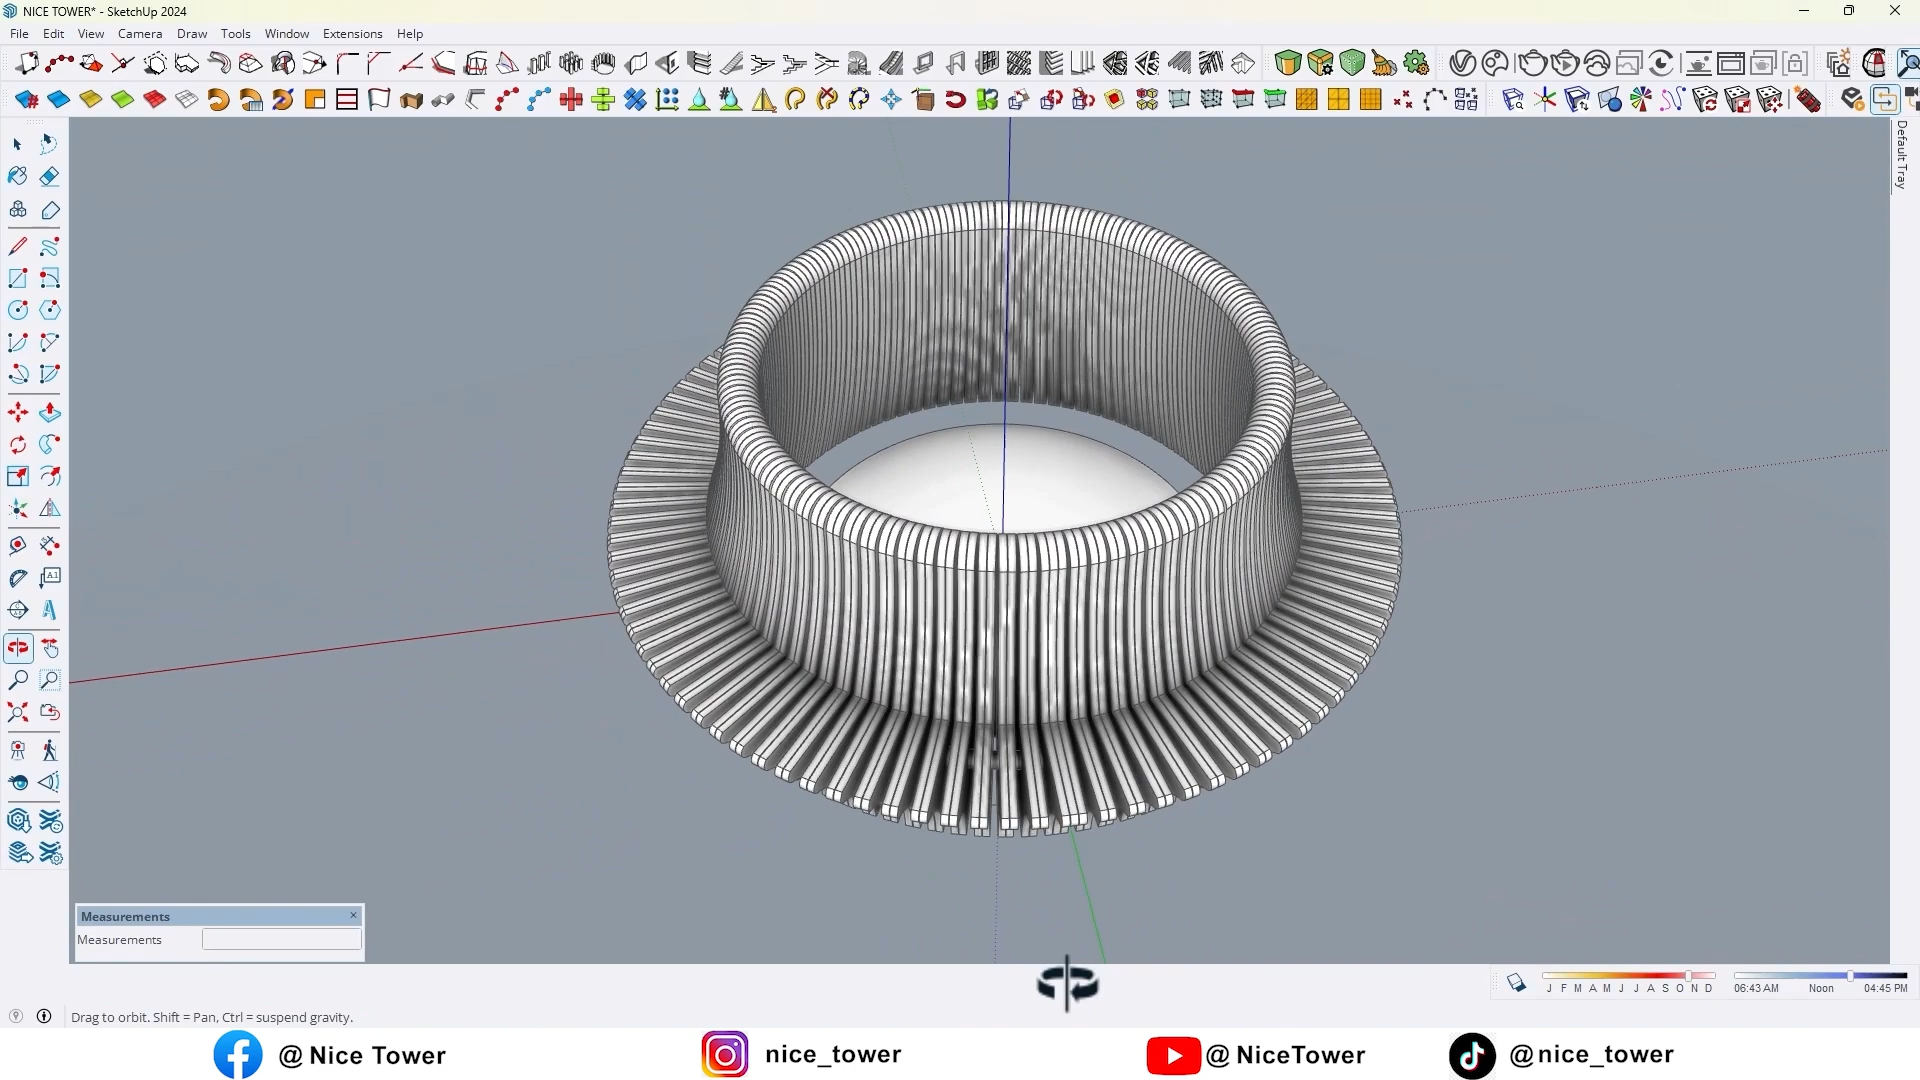 NICE TOWER* - SketchUp 2024
File Edit View Camera Draw Tools Window Extensions Help
Default Tray
A1
Measurements
Measurements
J F M A M J J A S O N D
06:43 AM Noon 04:45 PM
Drag to orbit. Shift = Pan, Ctrl = suspend gravity.
@ Nice Tower
nice_tower
@ NiceTower
@nice_tower